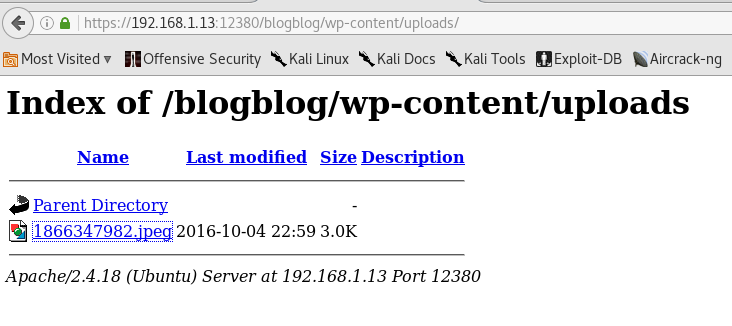 https://192.168.1.13:12380/blogblog/wp-content/uploads/
Most Visited Offensive Security Kali Linux Kali Docs Kali Tools Exploit-DB Aircrack-ng
Index of /blogblog/wp-content/uploads
Name Last modified Size Description
Parent Directory -
1866347982.jpeg 2016-10-04 22:59 3.0K
Apache/2.4.18 (Ubuntu) Server at 192.168.1.13 Port 12380